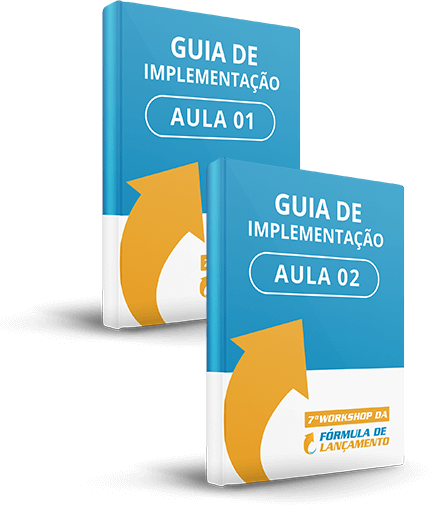 GUIA DE
IMPLEMENTAÇÃO
AULA 01
GUIA DE
IMPLEMENTAÇÃO
AULA 02
7º WORKSHOP DA
FÓRMULA DE
LANÇAMENTO